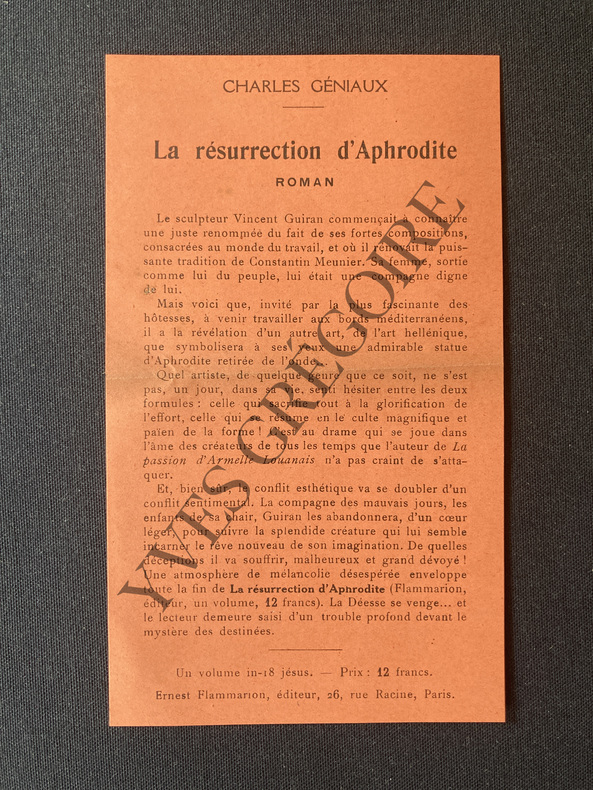 CHARLES GÉNIAUX
La résurrection d'Aphrodite
ROMAN
Le sculpteur Vincent Guiran commençait à connaître
une juste renommée du fait de ses fortes compositions,
consacrées au monde du travail, et où il rénovait la puis-
sante tradition de Constantin Meunier. Sa femme, sortie
comme lui du peuple, lui était une compagne digne
de lui.
Mais voici que, invité par la plus fascinante des
hôtesses, à venir travailler aux bords méditerranéens,
il a la révélation d'un autre art, de l'art hellénique,
que symbolisera à ses yeux une admirable statue
d'Aphrodite retirée de l'onde.
Quel artiste, de quelque genre que ce soit, ne s'est
pas, un jour, dans sa vie, senti hésiter entre les deux
formules : celle qui sacrifie tout à la glorification de
l'effort, celle qui se résume en le culte magnifique et
païen de la forme ! C'est au drame qui se joue dans
l'âme des créateurs de tous les temps que l'auteur de La
passion d'Armelle Louanais n'a pas craint de s'atta-
quer.
Et, bien sûr, le conflit esthétique va se doubler d'un
conflit sentimental. La compagne des mauvais jours, les
enfants de sa chair, Guiran les abandonnera, d'un cœur
léger, pour suivre la splendide créature qui lui semble
incarner le rêve nouveau de son imagination. De quelles
déceptions il va souffrir, malheureux et grand dévoyé !
Une atmosphère de mélancolie désespérée enveloppe
toute la fin de La résurrection d'Aphrodite (Flammarion,
éditeur, un volume, 12 francs). La Déesse se venge... et
le lecteur demeure saisi d'un trouble profond devant le
mystère des destinées.
Un volume in-18 jésus. — Prix : 12 francs.
Ernest Flammarion, éditeur, 26, rue Racine, Paris.
YVES GRÉGOIRE